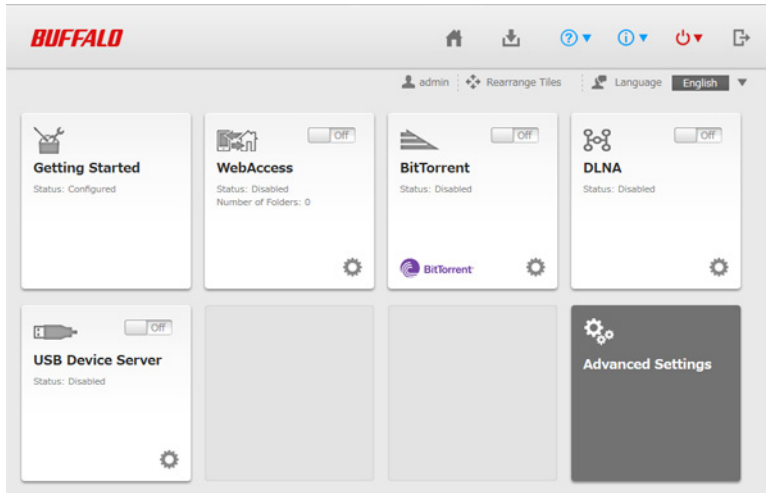 BUFFALO
admin
Rearrange Tiles
Language
English
Getting Started
Status: Configured
Off
WebAccess
Status: Disabled
Number of Folders: 0
Off
BitTorrent
Status: Disabled
BitTorrent
Off
DLNA
Status: Disabled
Off
USB Device Server
Status: Disabled
Advanced Settings